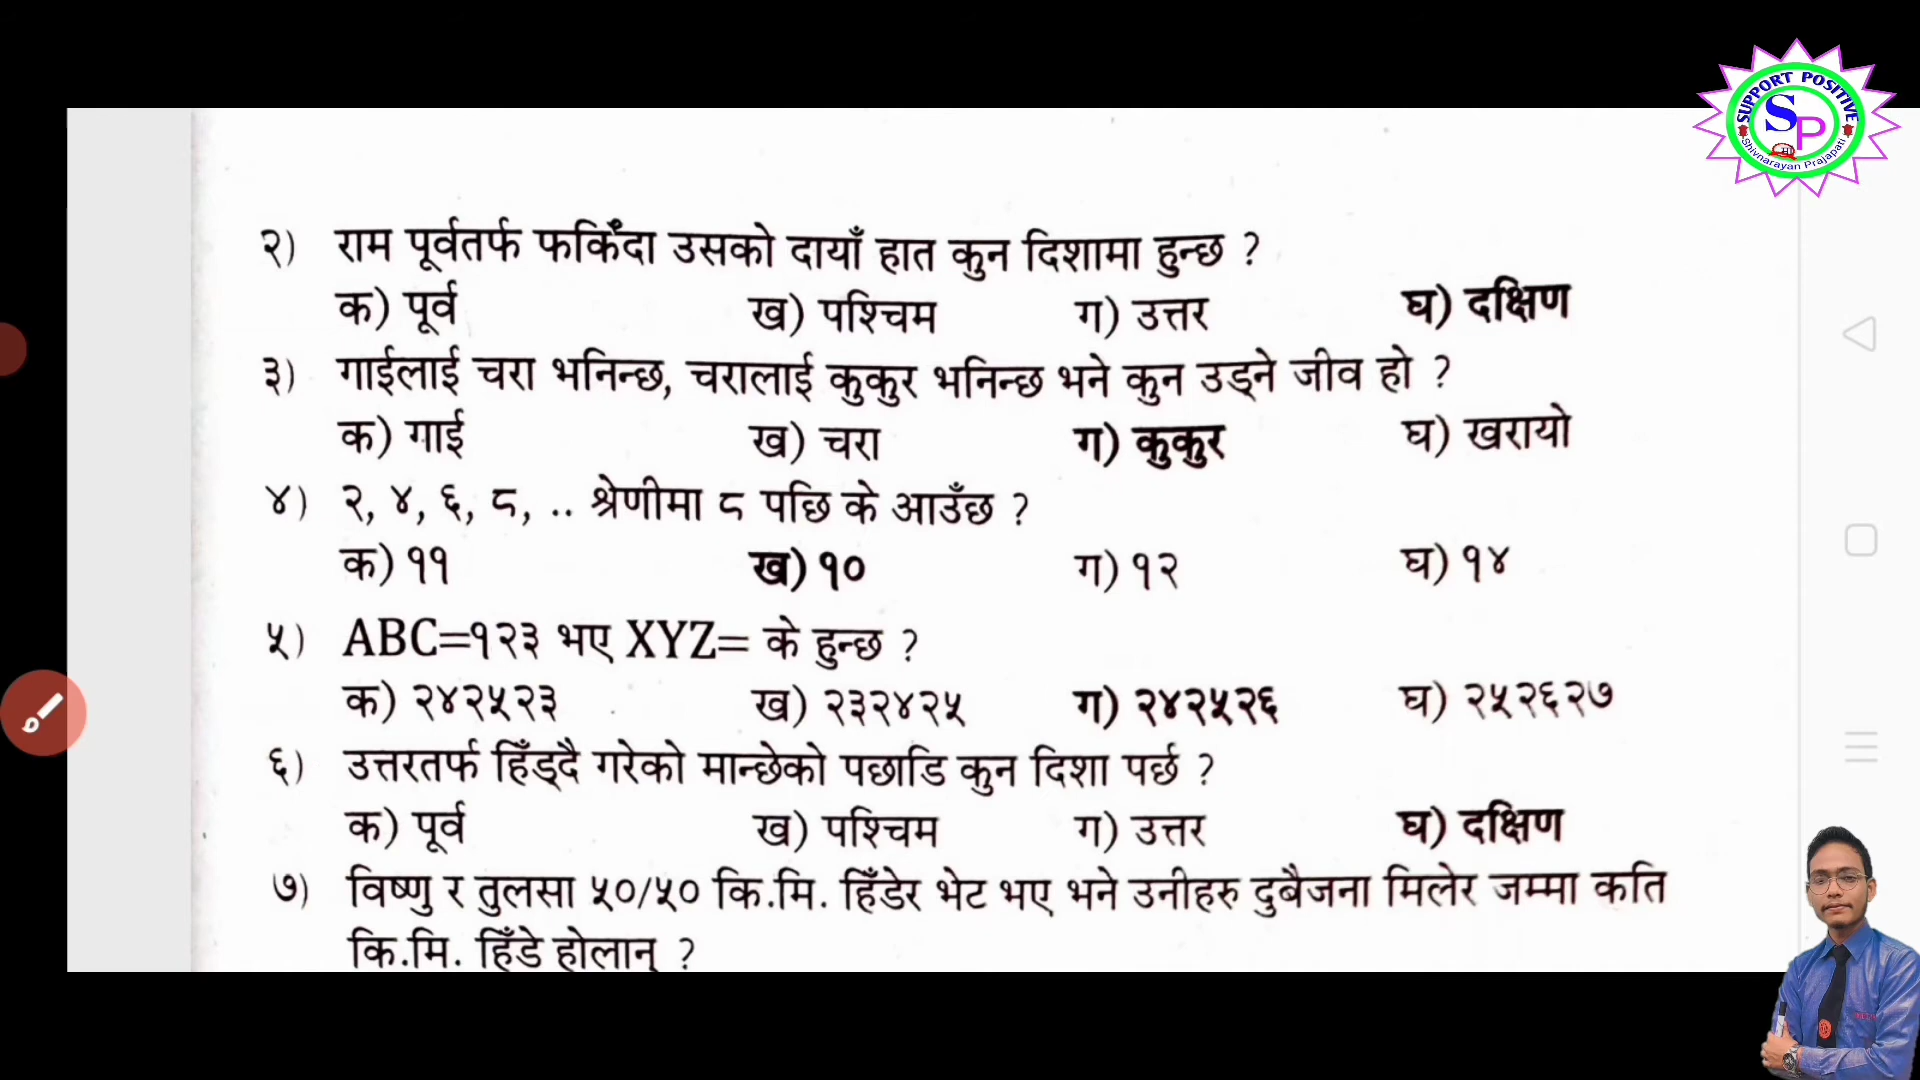 SUPPORT POSITIVE
SP
Shivnarayan Prajapati
२) राम पूर्वतर्फ फर्किँदा उसको दायाँ हात कुन दिशामा हुन्छ ?
क) पूर्व ख) पश्चिम ग) उत्तर घ) दक्षिण
३) गाईलाई चरा भनिन्छ, चरालाई कुकुर भनिन्छ भने कुन उड्ने जीव हो ?
क) गाई ख) चरा ग) कुकुर घ) खरायो
४) २, ४, ६, ८, .. श्रेणीमा ८ पछि के आउँछ ?
क) ११ ख) १० ग) १२ घ) १४
५) ABC=१२३ भए XYZ= के हुन्छ ?
क) २४२५२३ ख) २३२४२५ ग) २४२५२६ घ) २५२६२७
६) उत्तरतर्फ हिँड्दै गरेको मान्छेको पछाडि कुन दिशा पर्छ ?
क) पूर्व ख) पश्चिम ग) उत्तर घ) दक्षिण
७) विष्णु र तुलसा ५०/५० कि.मि. हिँडेर भेट भए भने उनीहरु दुबैजना मिलेर जम्मा कति
कि.मि. हिँडे होलान् ?